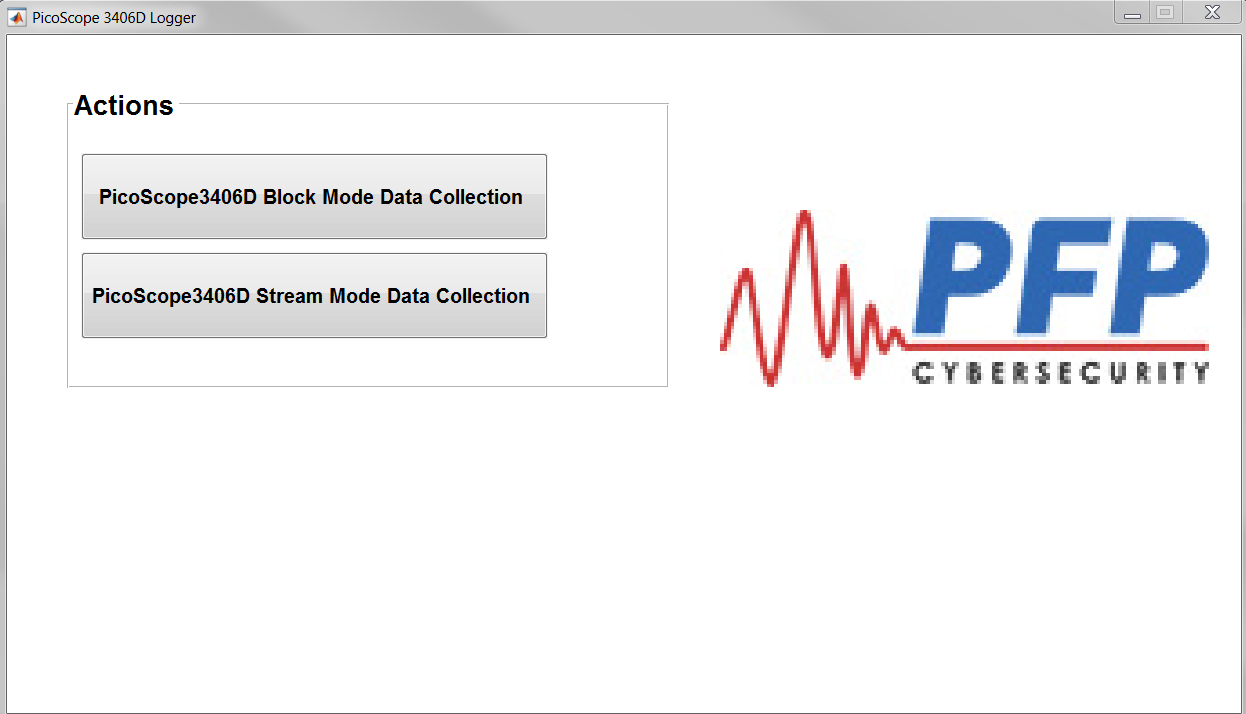 PicoScope 3406D Logger
Actions
PicoScope3406D Block Mode Data Collection
PicoScope3406D Stream Mode Data Collection
PFP
CYBERSECURITY